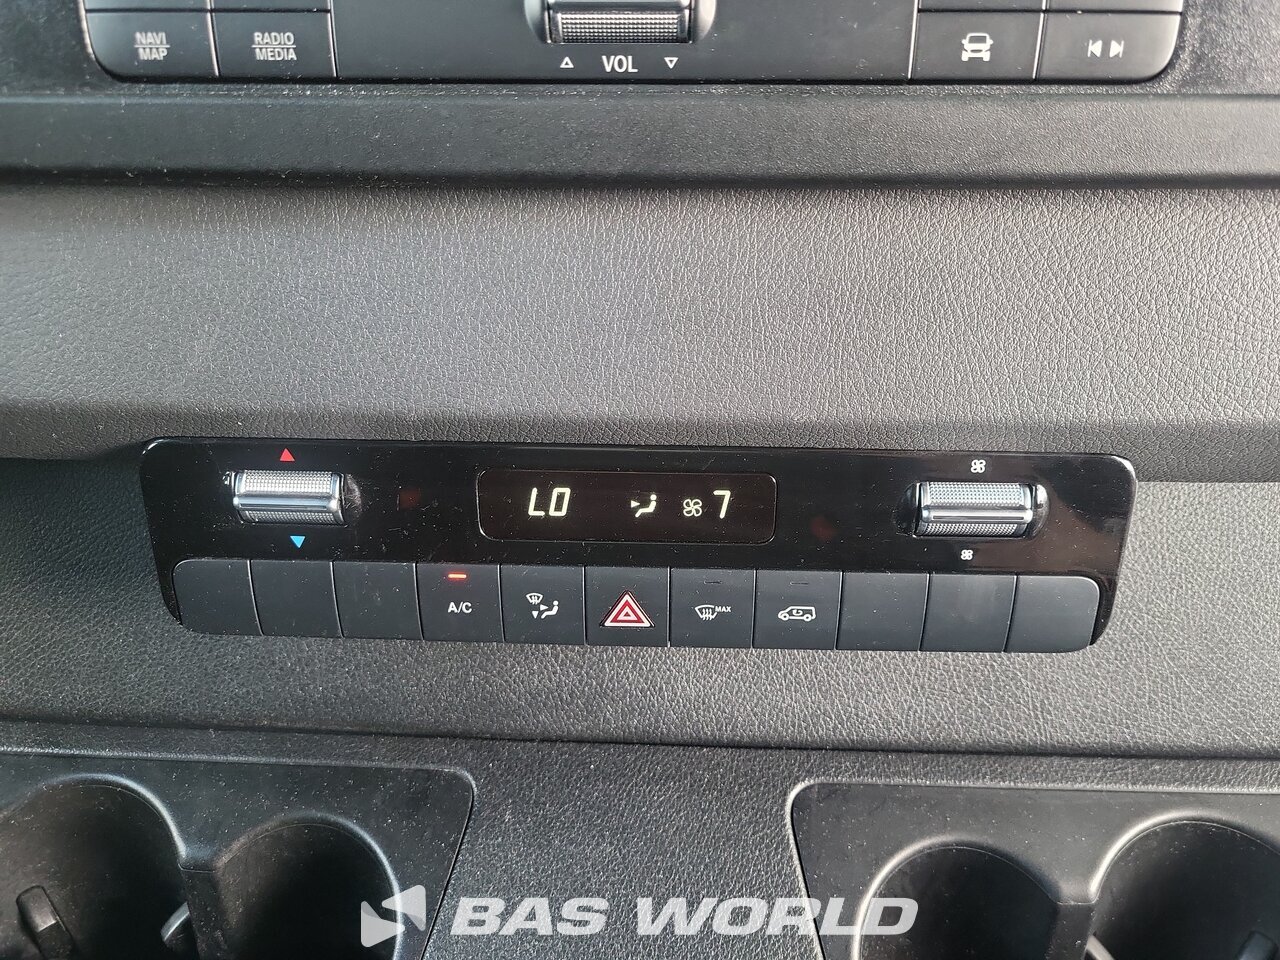 NAVI
MAP
RADIO
MEDIA
VOL
LO 7
A/C
MAX
BAS WORLD